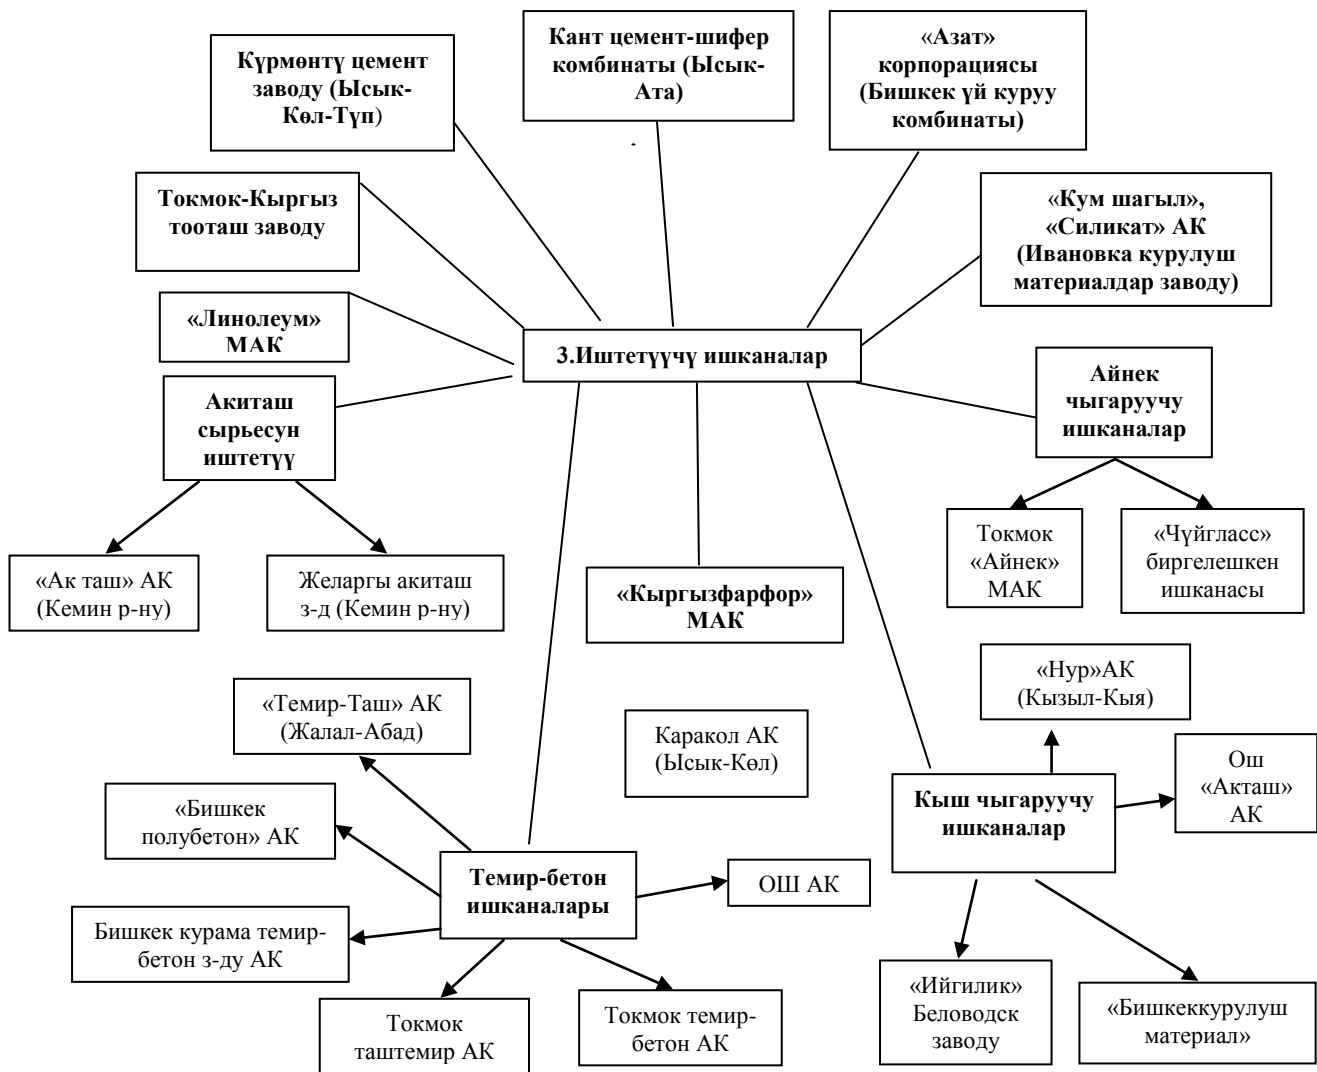 Күрмөнтү цемент
заводу (Ысык-
Көл-Түп)
Кант цемент-шифер
комбинаты (Ысык-
Ата)
«Азат»
корпорациясы
(Бишкек үй куруу
комбинаты)
Токмок-Кыргыз
тооташ заводу
«Кум шагыл»,
«Силикат» АК
(Ивановка курулуш
материалдар заводу)
«Линолеум»
МАК
3.Иштетүүчү ишканалар
Акиташ
сырьесун
иштетүү
Айнек
чыгаруучу
ишканалар
«Ак таш» АК
(Кемин р-ну)
Желаргы акиташ
з-д (Кемин р-ну)
«Кыргызфарфор»
МАК
Токмок
«Айнек»
МАК
«Чүйгласс»
биргелешкен
ишканасы
«Темир-Таш» АК
(Жалал-Абад)
Каракол АК
(Ысык-Көл)
«Нур»АК
(Кызыл-Кыя)
Ош
«Акташ»
АК
«Бишкек
полубетон» АК
Кыш чыгаруучу
ишканалар
Темир-бетон
ишканалары
ОШ АК
Бишкек курама темир-
бетон з-ду АК
Токмок
таштемир АК
Токмок темир-
бетон АК
«Ийгилик»
Беловодск
заводу
«Бишкеккурулуш
материал»